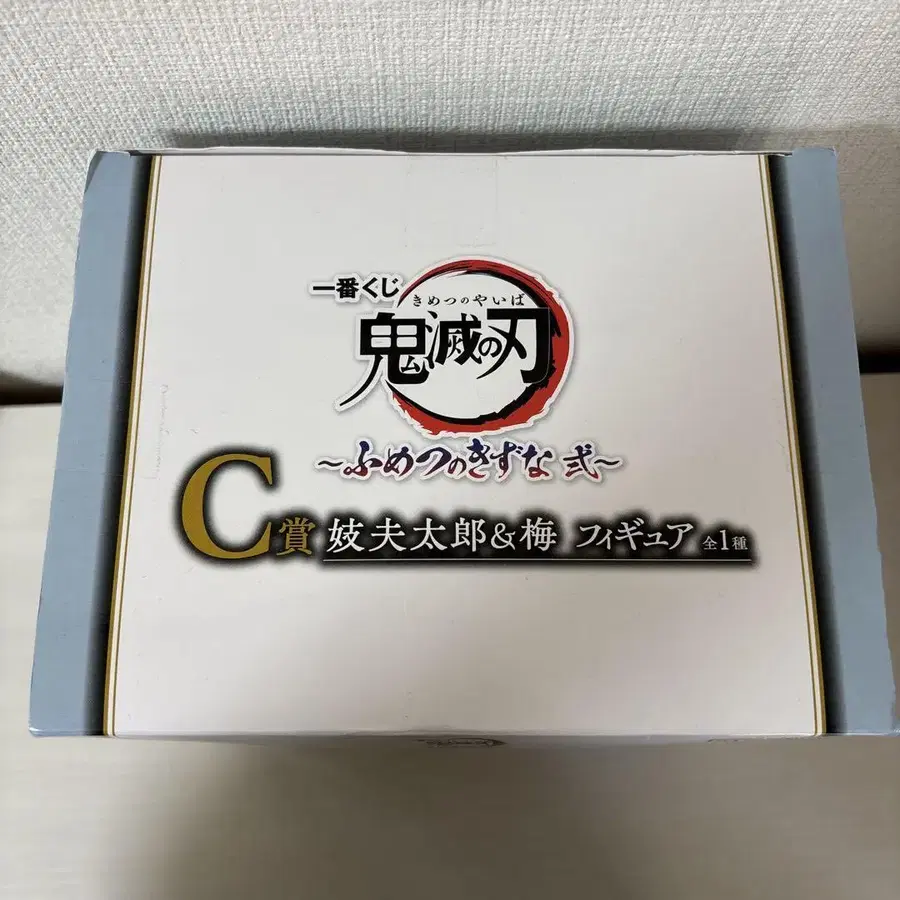 一番くじ
きめつのやいば
鬼滅の刃
～ふめつのきずな 弐～
C賞 妓夫太郎&梅 フィギュア 全1種